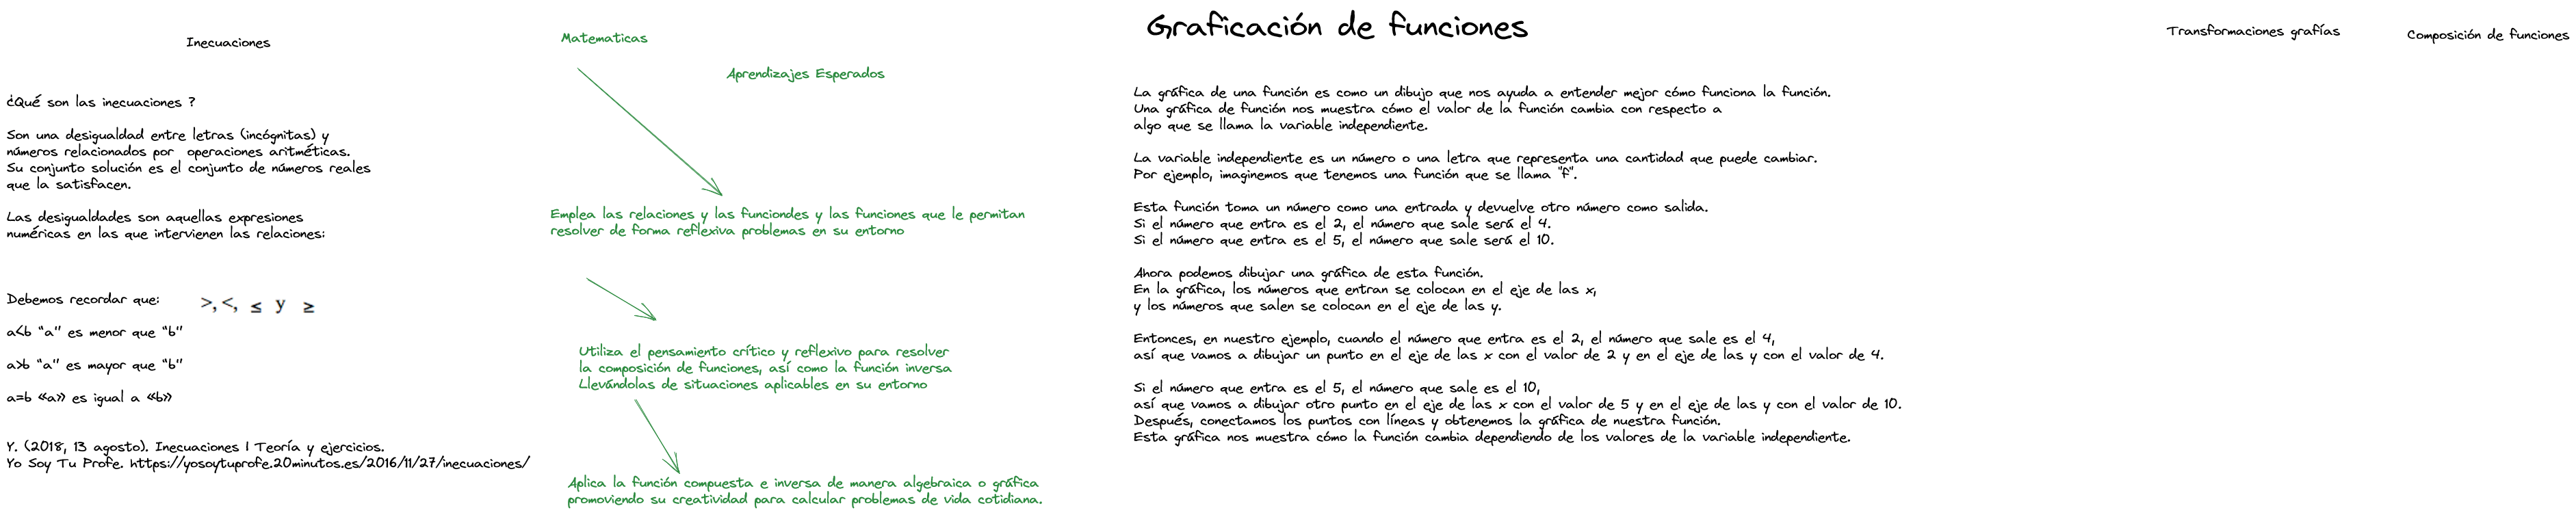 Inecuaciones
¿Qué son las inecuaciones ?
Son una desigualdad entre letras (incógnitas) y
números relacionados por operaciones aritméticas.
Su conjunto solución es el conjunto de números reales
que la satisfacen.
Las desigualdades son aquellas expresiones
numéricas en las que intervienen las relaciones:
Debemos recordar que:
>, <, ≤ y ≥
a<b “a” es menor que “b”
a>b “a” es mayor que “b”
a=b «a» es igual a «b»
Y. (2018, 13 agosto). Inecuaciones | Teoría y ejercicios.
Yo Soy Tu Profe. https://yosoytuprofe.20minutos.es/2016/11/27/inecuaciones/
Matematicas
Aprendizajes Esperados
Emplea las relaciones y las funciondes y las funciones que le permitan
resolver de forma reflexiva problemas en su entorno
Utiliza el pensamiento crítico y reflexivo para resolver
la composición de funciones, así como la función inversa
Llevándolas de situaciones aplicables en su entorno
Aplica la función compuesta e inversa de manera algebraica o gráfica
promoviendo su creatividad para calcular problemas de vida cotidiana.
Graficación de funciones
La gráfica de una función es como un dibujo que nos ayuda a entender mejor cómo funciona la función.
Una gráfica de función nos muestra cómo el valor de la función cambia con respecto a
algo que se llama la variable independiente.
La variable independiente es un número o una letra que representa una cantidad que puede cambiar.
Por ejemplo, imaginemos que tenemos una función que se llama "f".
Esta función toma un número como una entrada y devuelve otro número como salida.
Si el número que entra es el 2, el número que sale será el 4.
Si el número que entra es el 5, el número que sale será el 10.
Ahora podemos dibujar una gráfica de esta función.
En la gráfica, los números que entran se colocan en el eje de las x,
y los números que salen se colocan en el eje de las y.
Entonces, en nuestro ejemplo, cuando el número que entra es el 2, el número que sale es el 4,
así que vamos a dibujar un punto en el eje de las x con el valor de 2 y en el eje de las y con el valor de 4.
Si el número que entra es el 5, el número que sale es el 10,
así que vamos a dibujar otro punto en el eje de las x con el valor de 5 y en el eje de las y con el valor de 10.
Después, conectamos los puntos con líneas y obtenemos la gráfica de nuestra función.
Esta gráfica nos muestra cómo la función cambia dependiendo de los valores de la variable independiente.
Transformaciones grafías
Composición de funciones